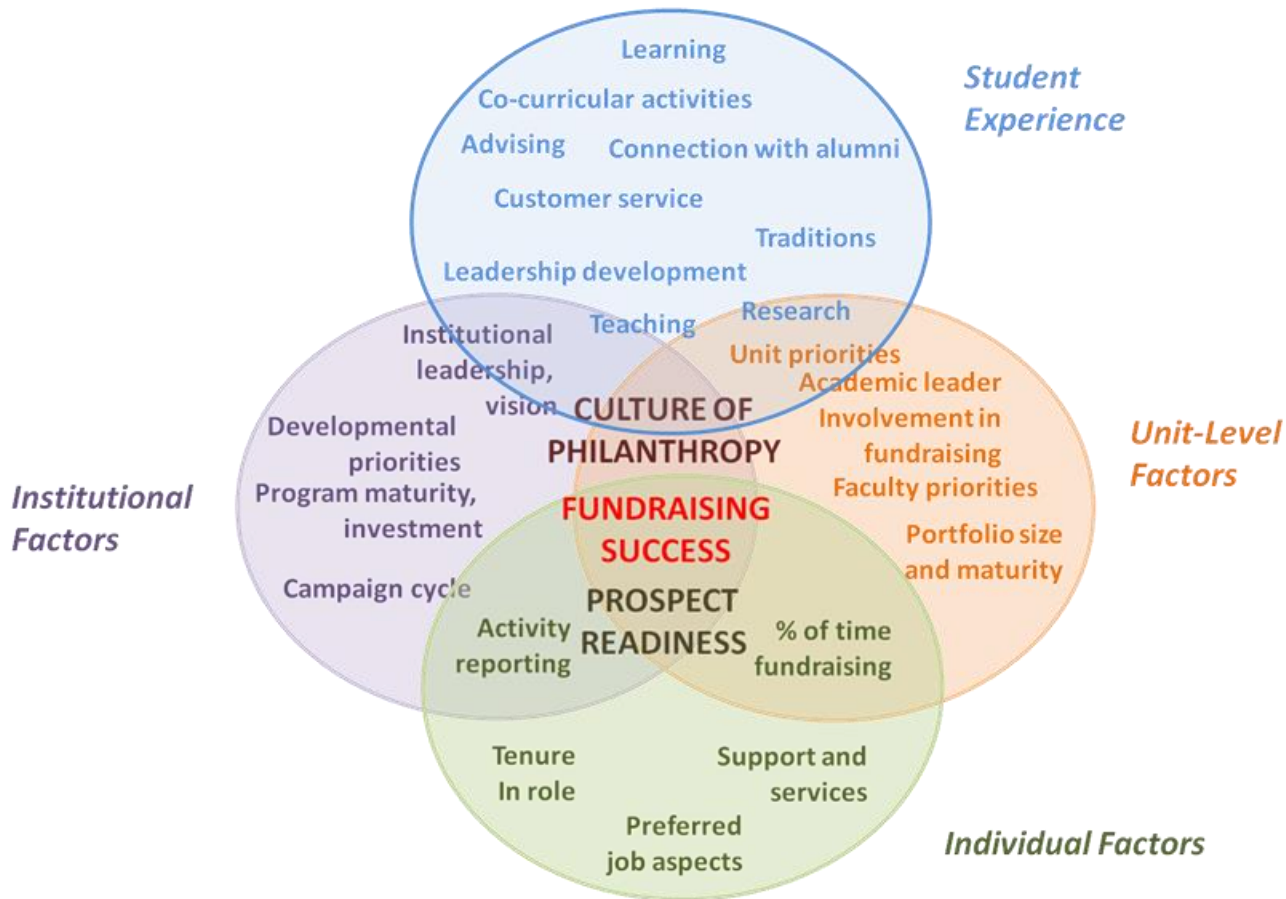 Learning
Student
Experience
Co-curricular activities
Advising
Connection with alumni
Customer service
Traditions
Leadership development
Research
Teaching
Institutional
leadership,
vision
Unit priorities
Academic leader
Involvement in
fundraising
CULTURE OF
PHILANTHROPY
Developmental
priorities
Unit-Level
Factors
Program maturity,
investment
Faculty priorities
Institutional
Factors
FUNDRAISING
SUCCESS
Portfolio size
and maturity
Campaign cycle
PROSPECT
READINESS
Activity
reporting
% of time
fundraising
Tenure
In role
Support and
services
Preferred
job aspects
Individual Factors